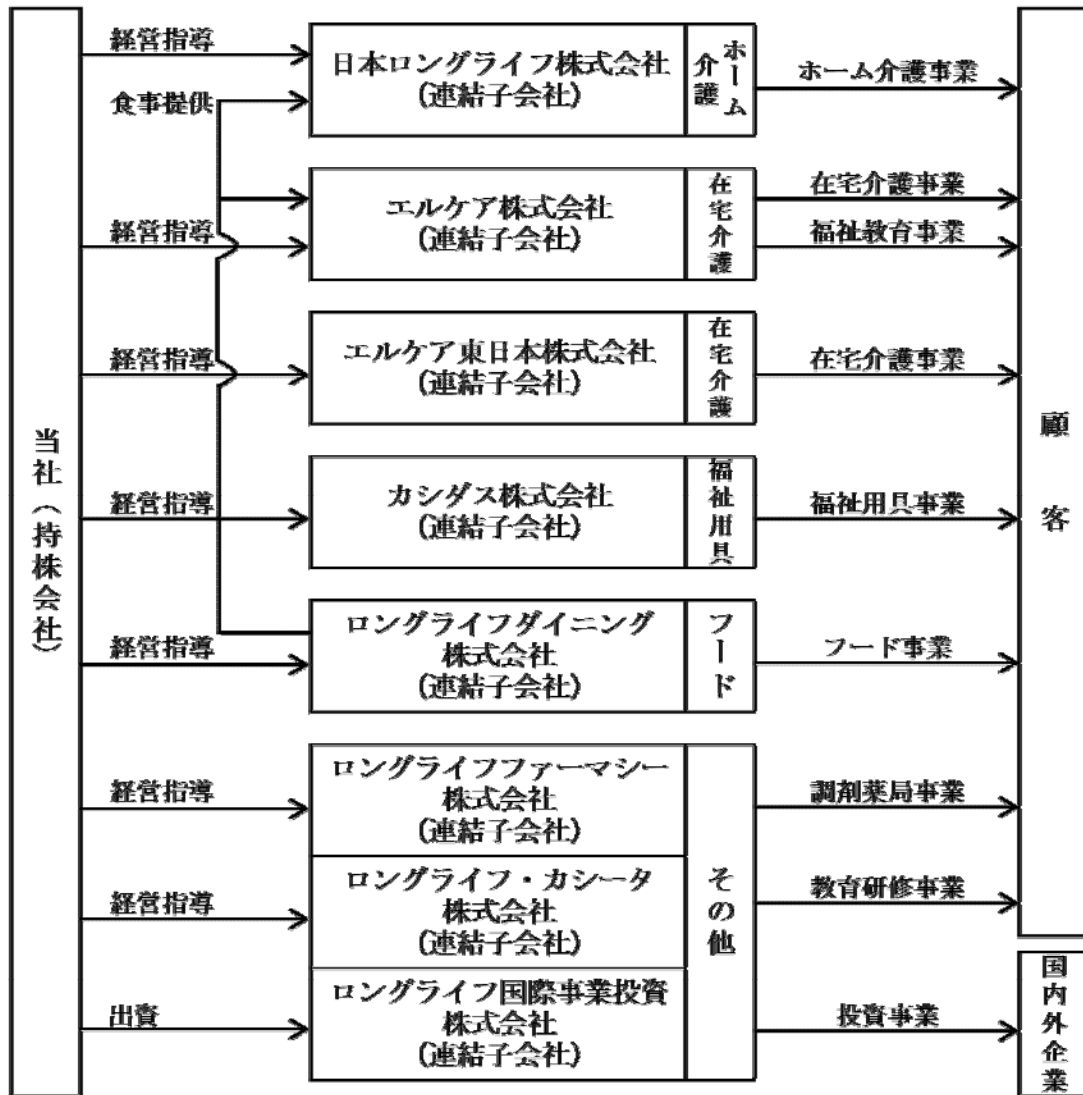 当社（持株会社）
経営指導
日本ロングライフ株式会社
（連結子会社）
ホーム
介護
ホーム介護事業
食事提供
経営指導
エルケア株式会社
（連結子会社）
在宅介護
在宅介護事業
福祉教育事業
経営指導
エルケア東日本株式会社
（連結子会社）
在宅介護
在宅介護事業
経営指導
カシダス株式会社
（連結子会社）
福祉用具
福祉用具事業
経営指導
ロングライフダイニング
株式会社
（連結子会社）
フード
フード事業
経営指導
ロングライフファーマシー
株式会社
（連結子会社）
調剤薬局事業
経営指導
ロングライフ・カシータ
株式会社
（連結子会社）
その他
教育研修事業
出資
ロングライフ国際事業投資
株式会社
（連結子会社）
投資事業
顧客
国内外企業